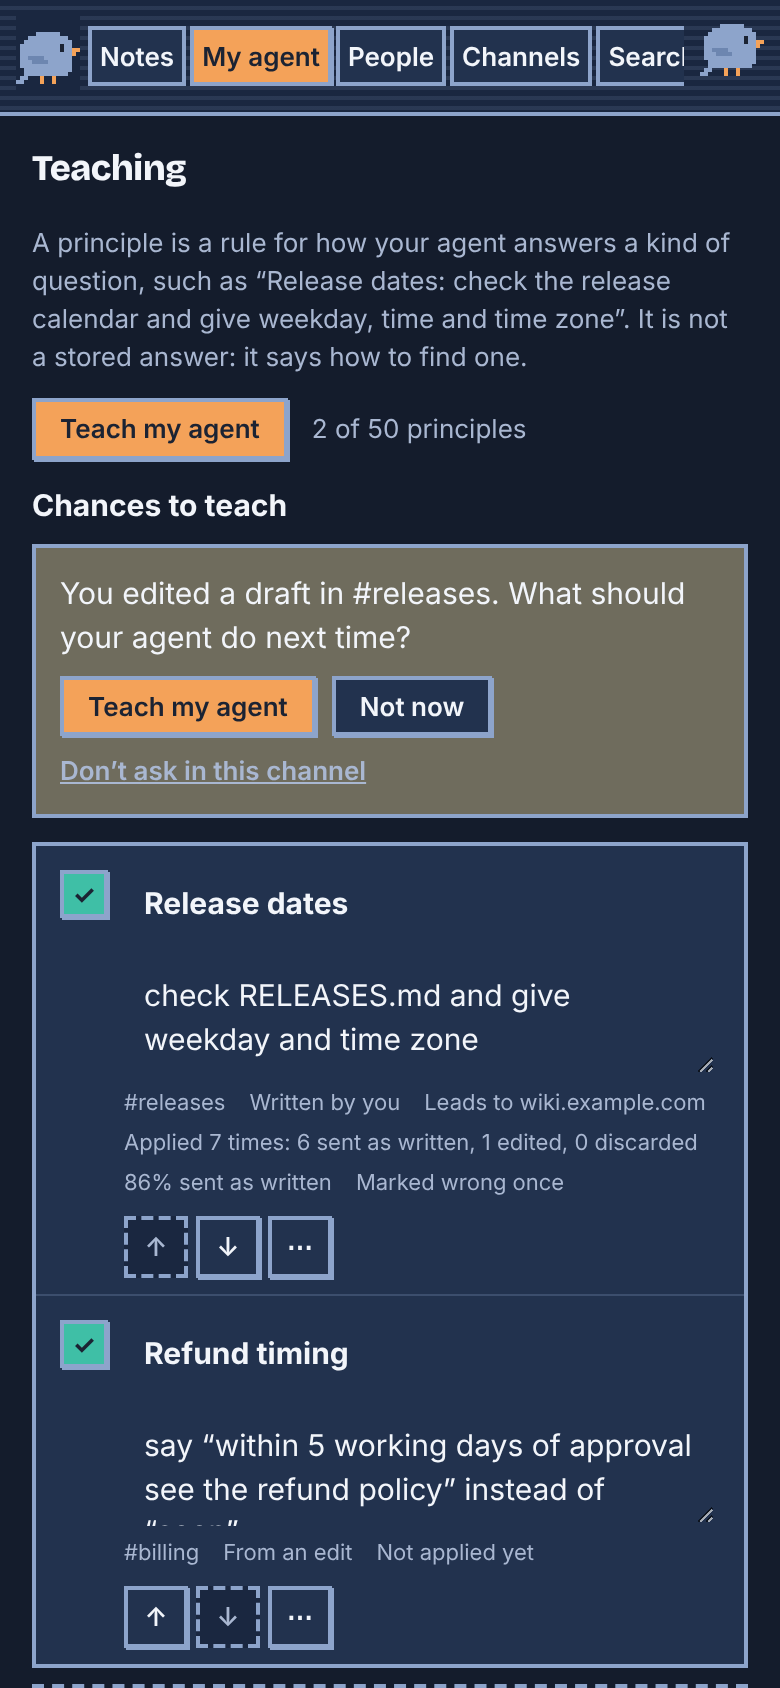 Notes
My agent
People
Channels
Teaching
A principle is a rule for how your agent answers a kind of
question, such as “Release dates: check the release
calendar and give weekday, time and time zone”. It is not
a stored answer: it says how to find one.
Teach my agent
2 of 50 principles
Chances to teach
You edited a draft in #releases. What should
your agent do next time?
Teach my agent
Not now
Don’t ask in this channel
Release dates
check RELEASES.md and give
weekday and time zone
#releases Written by you Leads to wiki.example.com
Applied 7 times: 6 sent as written, 1 edited, 0 discarded
86% sent as written Marked wrong once
Refund timing
say “within 5 working days of approval
see the refund policy” instead of
#billing From an edit Not applied yet